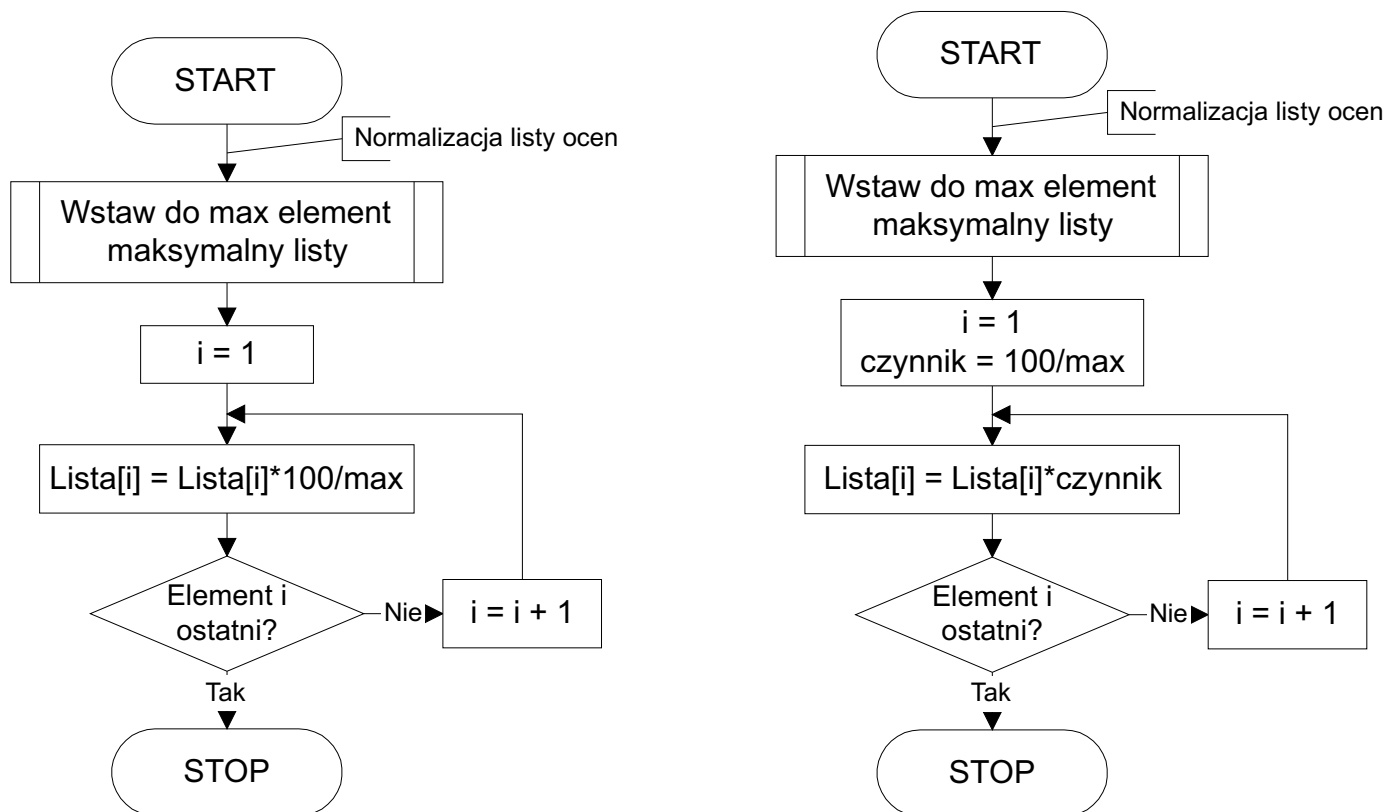 START
Normalizacja listy ocen
Wstaw do max element
maksymalny listy
i = 1
Lista[i] = Lista[i]*100/max
Element i
ostatni?
Nie
i = i + 1
Tak
STOP
START
Normalizacja listy ocen
Wstaw do max element
maksymalny listy
i = 1
czynnik = 100/max
Lista[i] = Lista[i]*czynnik
Element i
ostatni?
Nie
i = i + 1
Tak
STOP